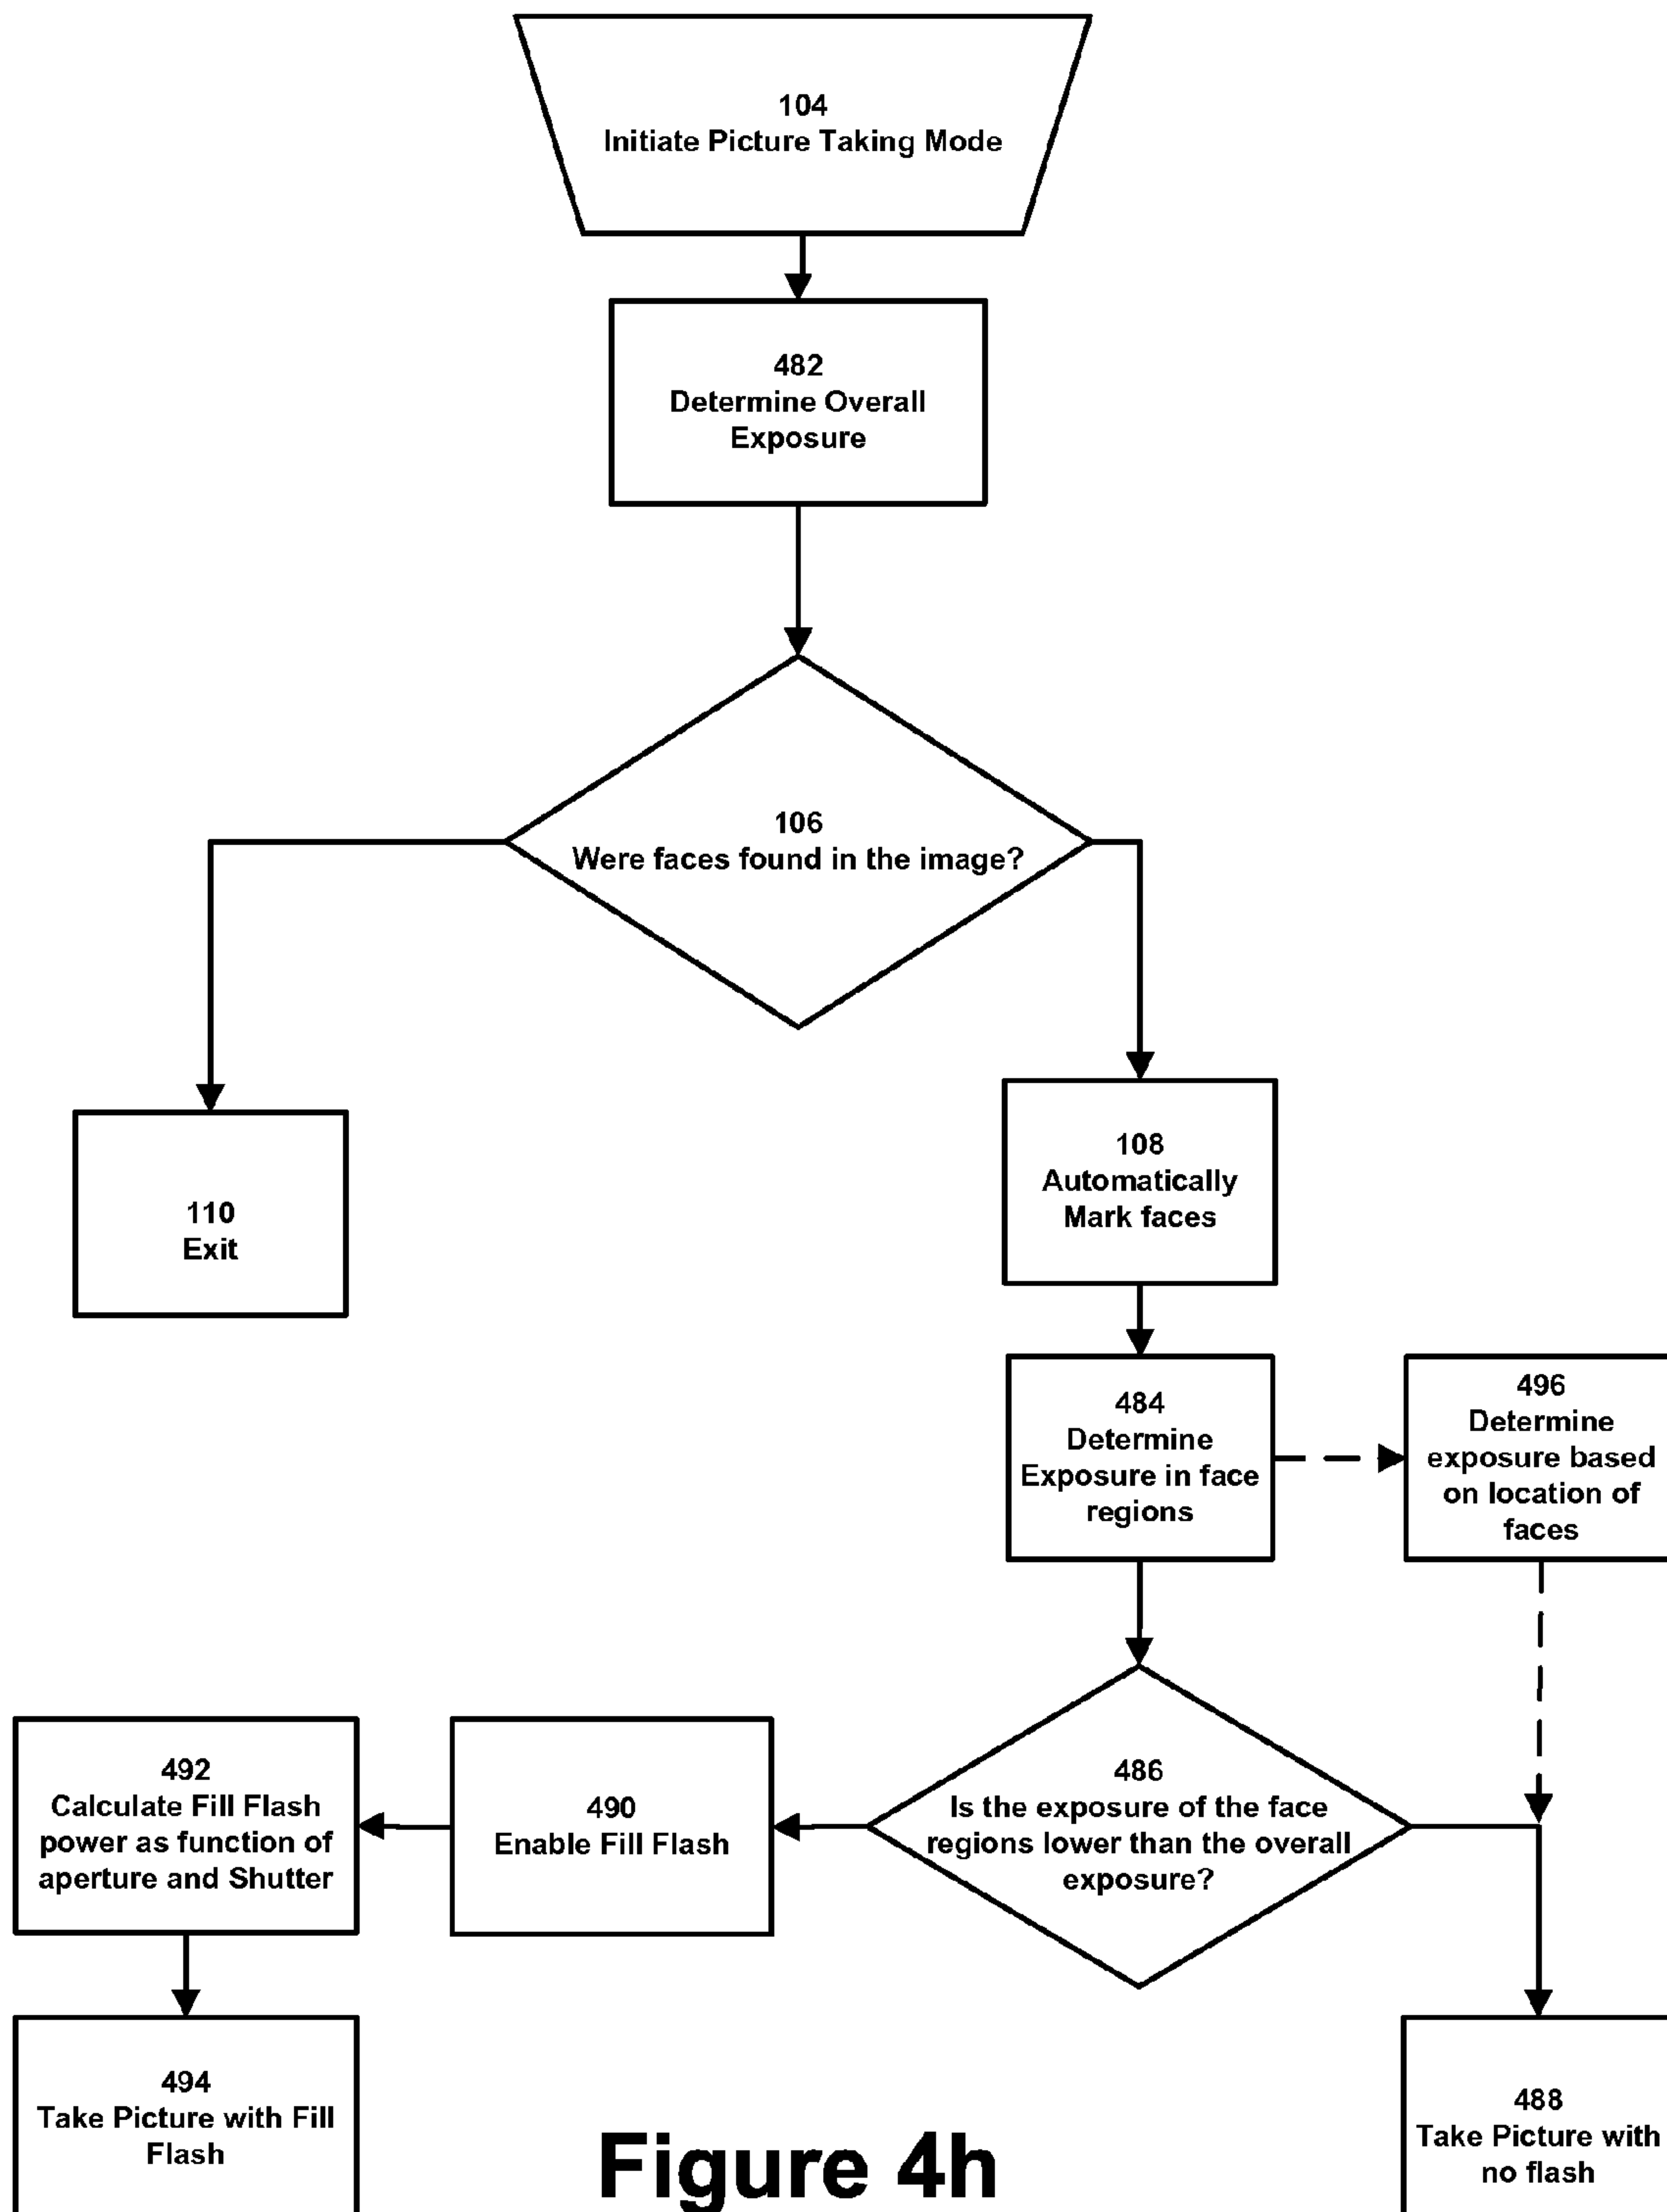 104
Initiate Picture Taking Mode
482
Determine Overall
Exposure
106
Were faces found in the image?
110
Exit
108
Automatically
Mark faces
484
Determine
Exposure in face
regions
496
Determine
exposure based
on location of
faces
486
Is the exposure of the face
regions lower than the overall
exposure?
490
Enable Fill Flash
492
Calculate Fill Flash
power as function of
aperture and Shutter
494
Take Picture with Fill
Flash
488
Take Picture with
no flash
Figure 4h